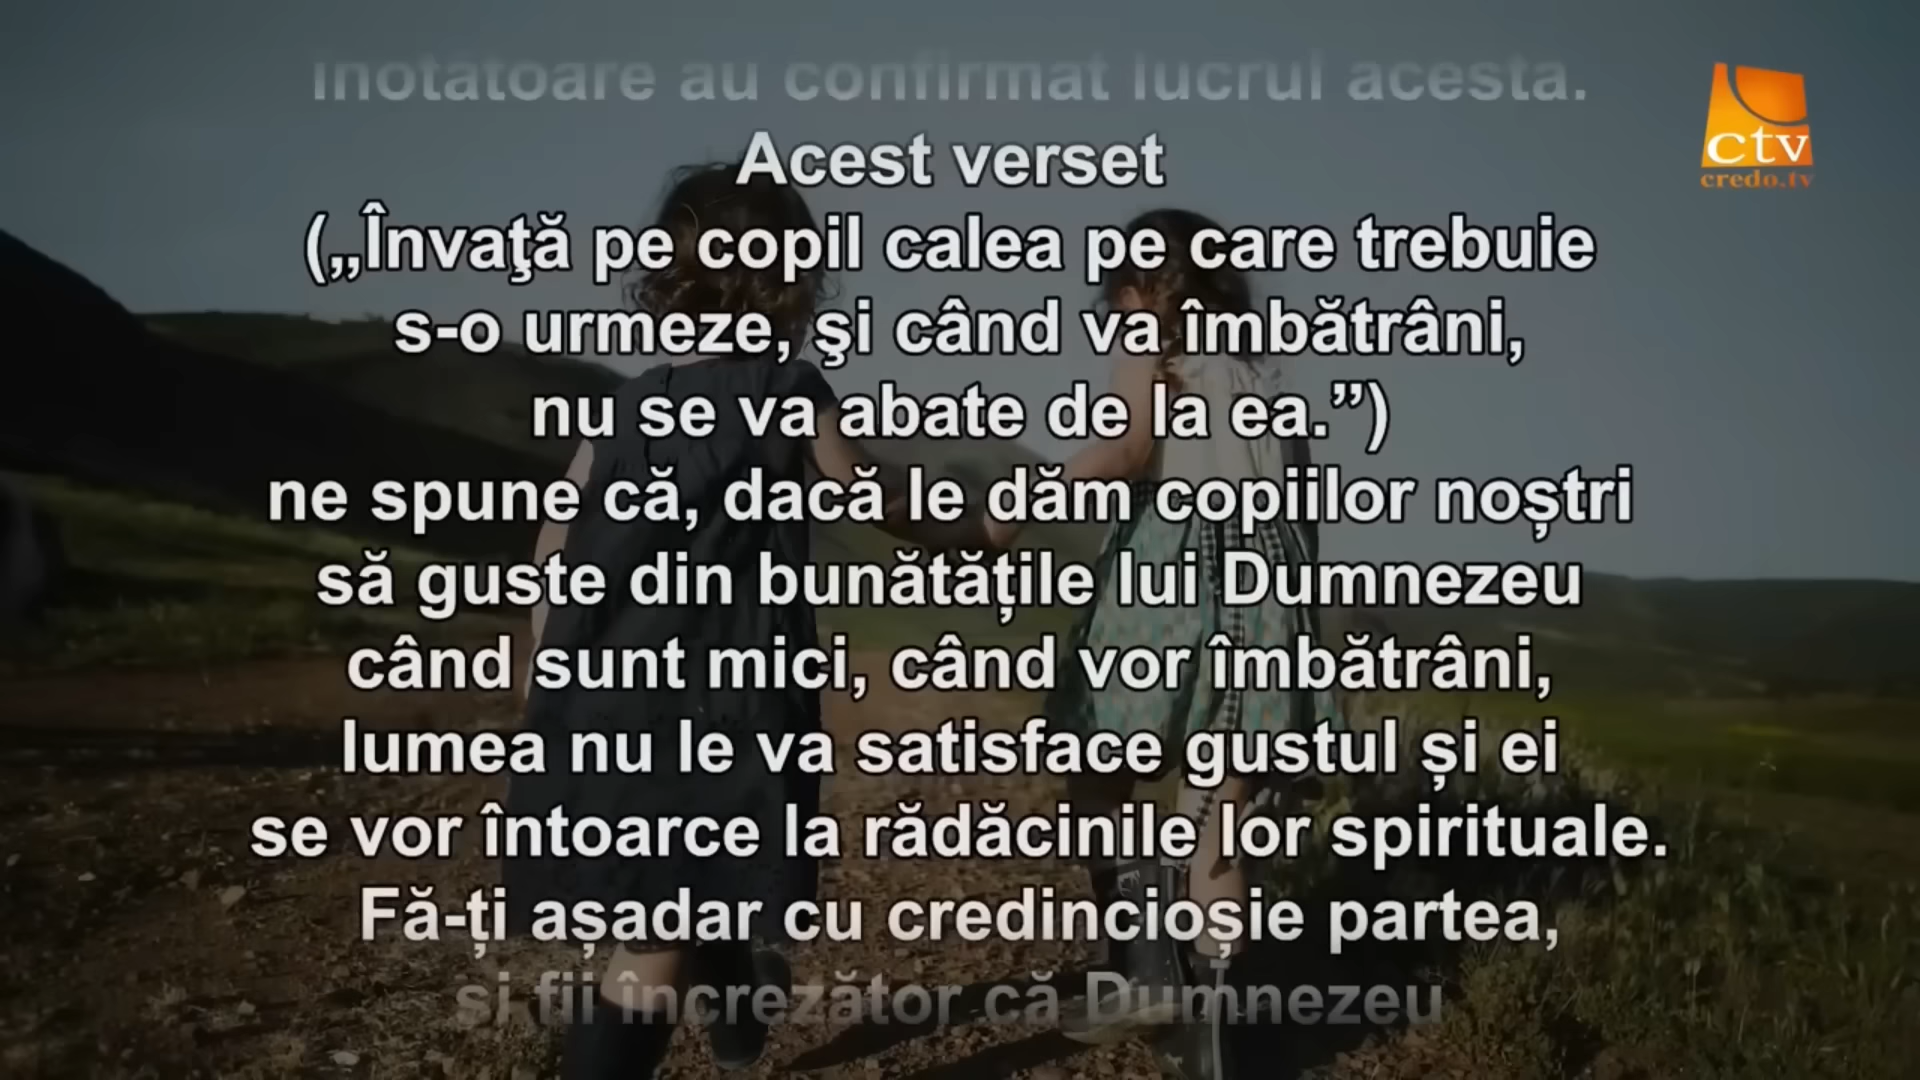 înotătoare au confirmat lucrul acesta.
Acest verset
(„Învaţă pe copil calea pe care trebuie
s-o urmeze, şi când va îmbătrâni,
nu se va abate de la ea.”)
ne spune că, dacă le dăm copiilor noștri
să guste din bunătățile lui Dumnezeu
când sunt mici, când vor îmbătrâni,
lumea nu le va satisface gustul și ei
se vor întoarce la rădăcinile lor spirituale.
Fă-ți așadar cu credincioșie partea,
și fii încrezător că Dumnezeu
ctv
credo.tv